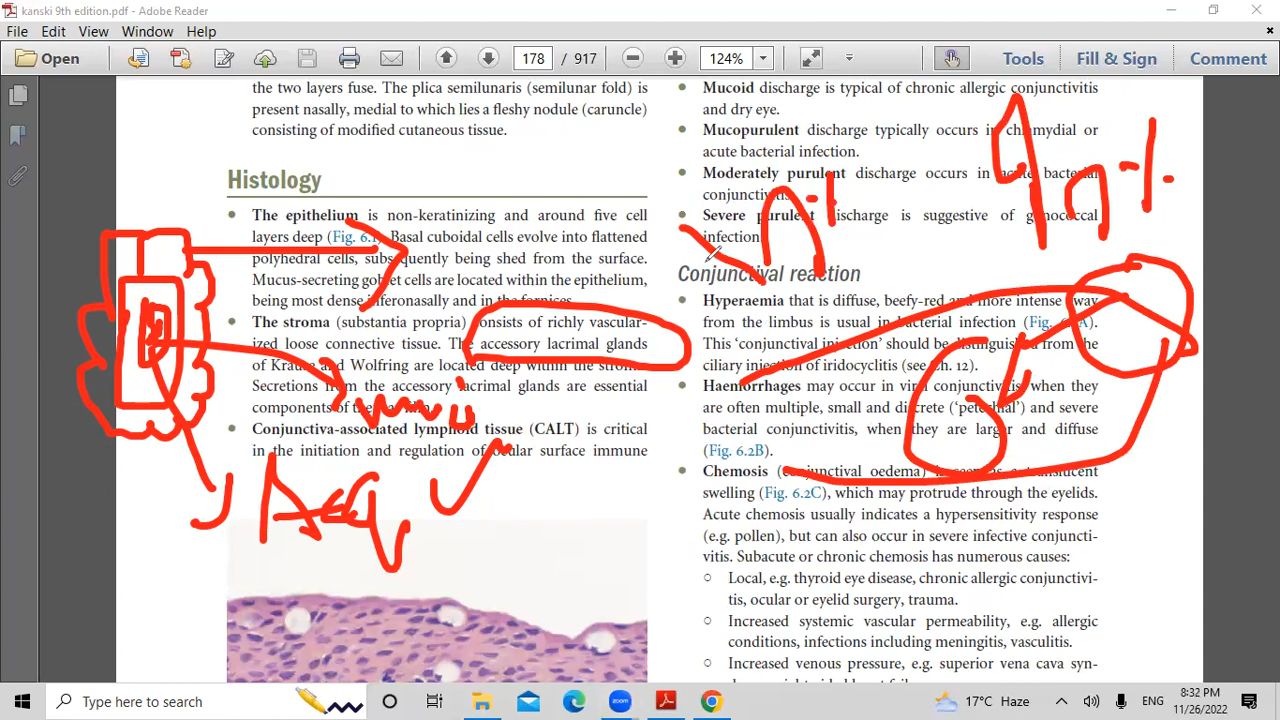 kanski 9th edition.pdf - Adobe Reader
File Edit View Window Help
Open 178 / 917 124% Tools Fill & Sign Comment
the two layers fuse. The plica semilunaris (semilunar fold) is
present nasally, medial to which lies a fleshy nodule (caruncle)
consisting of modified cutaneous tissue.
Histology
• The epithelium is non-keratinizing and around five cell
layers deep (Fig. 6.1). Basal cuboidal cells evolve into flattened
polyhedral cells, subsequently being shed from the surface.
Mucus-secreting goblet cells are located within the epithelium,
being most dense inferonasally and in the fornices.
• The stroma (substantia propria) consists of richly vascular-
ized loose connective tissue. The accessory lacrimal glands
of Krause and Wolfring are located deep within the stroma.
Secretions from the accessory lacrimal glands are essential
components of the tear film.
• Conjunctiva-associated lymphoid tissue (CALT) is critical
in the initiation and regulation of ocular surface immune
Mucoid discharge is typical of chronic allergic conjunctivitis
and dry eye.
• Mucopurulent discharge typically occurs in chlamydial or
acute bacterial infection.
• Moderately purulent discharge occurs in acute bacterial
conjunctivitis.
• Severe purulent discharge is suggestive of gonococcal
infection.
Conjunctival reaction
• Hyperaemia that is diffuse, beefy-red and more intense away
from the limbus is usual in bacterial infection (Fig. 6.2A).
This 'conjunctival injection' should be distinguished from the
ciliary injection of iridocyclitis (see Ch. 12).
• Haemorrhages may occur in viral conjunctivitis, when they
are often multiple, small and discrete ('petechial') and severe
bacterial conjunctivitis, when they are larger and diffuse
(Fig. 6.2B).
• Chemosis (conjunctival oedema) is seen as a translucent
swelling (Fig. 6.2C), which may protrude through the eyelids.
Acute chemosis usually indicates a hypersensitivity response
(e.g. pollen), but can also occur in severe infective conjuncti-
vitis. Subacute or chronic chemosis has numerous causes:
○ Local, e.g. thyroid eye disease, chronic allergic conjunctivi-
tis, ocular or eyelid surgery, trauma.
○ Increased systemic vascular permeability, e.g. allergic
conditions, infections including meningitis, vasculitis.
○ Increased venous pressure, e.g. superior vena cava syn-
Type here to search
17°C Haze ENG 8:32 PM
11/26/2022